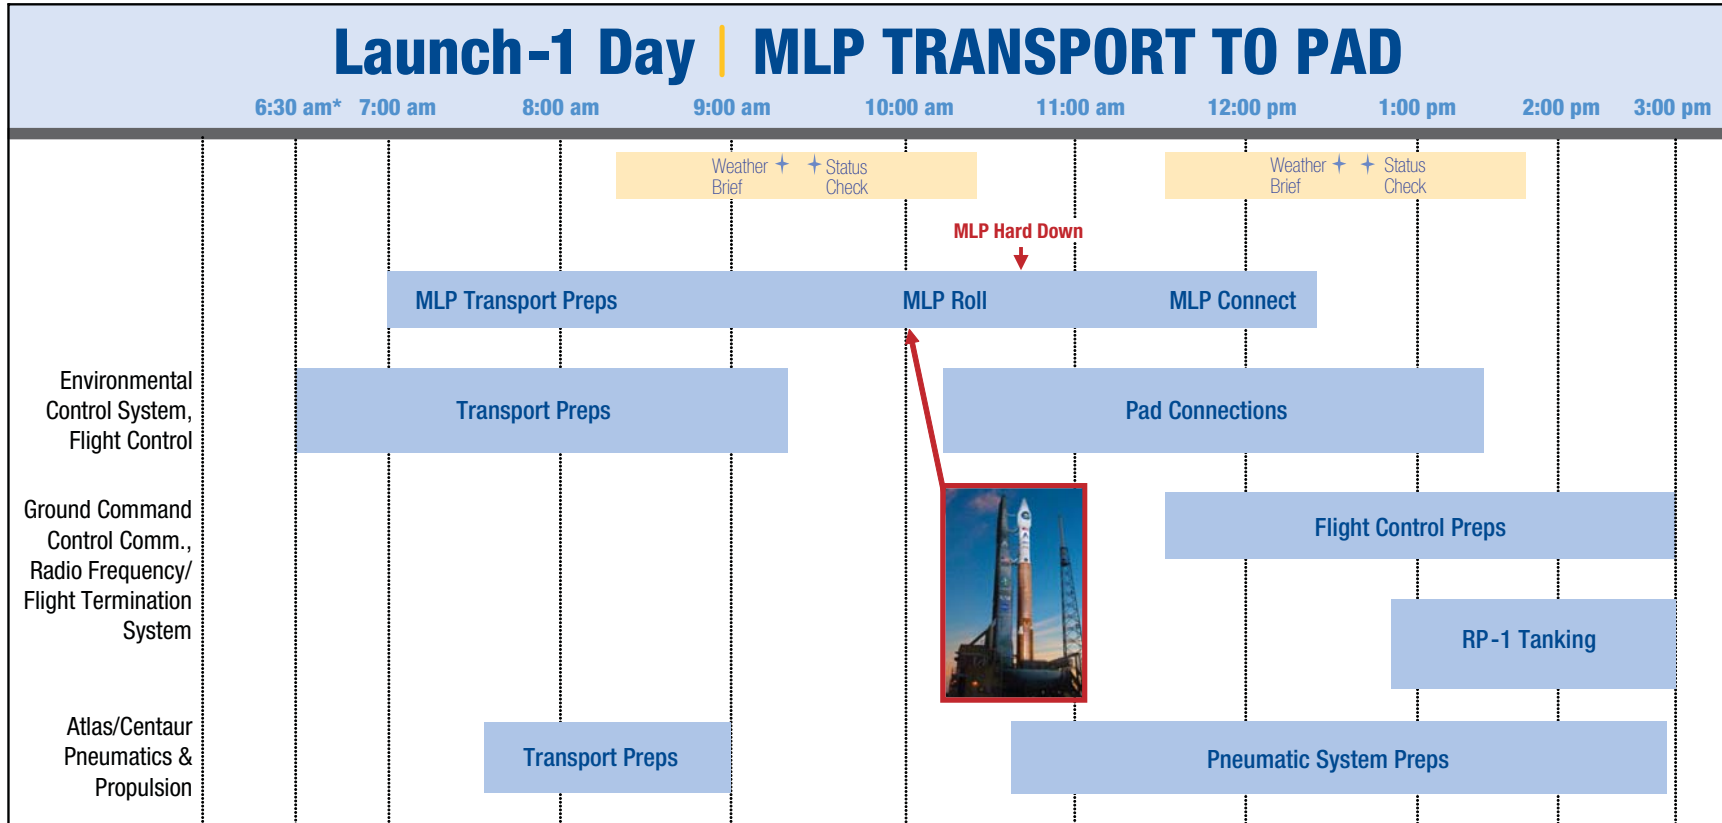 Launch-1 Day | MLP TRANSPORT TO PAD
6:30 am* 7:00 am 8:00 am 9:00 am 10:00 am 11:00 am 12:00 pm 1:00 pm 2:00 pm 3:00 pm
Weather
Brief
Status
Check
Weather
Brief
Status
Check
MLP Hard Down
MLP Transport Preps MLP Roll MLP Connect
Environmental
Control System,
Flight Control
Transport Preps Pad Connections
Ground Command
Control Comm.,
Radio Frequency/
Flight Termination
System
Flight Control Preps
RP-1 Tanking
Atlas/Centaur
Pneumatics &
Propulsion
Transport Preps Pneumatic System Preps